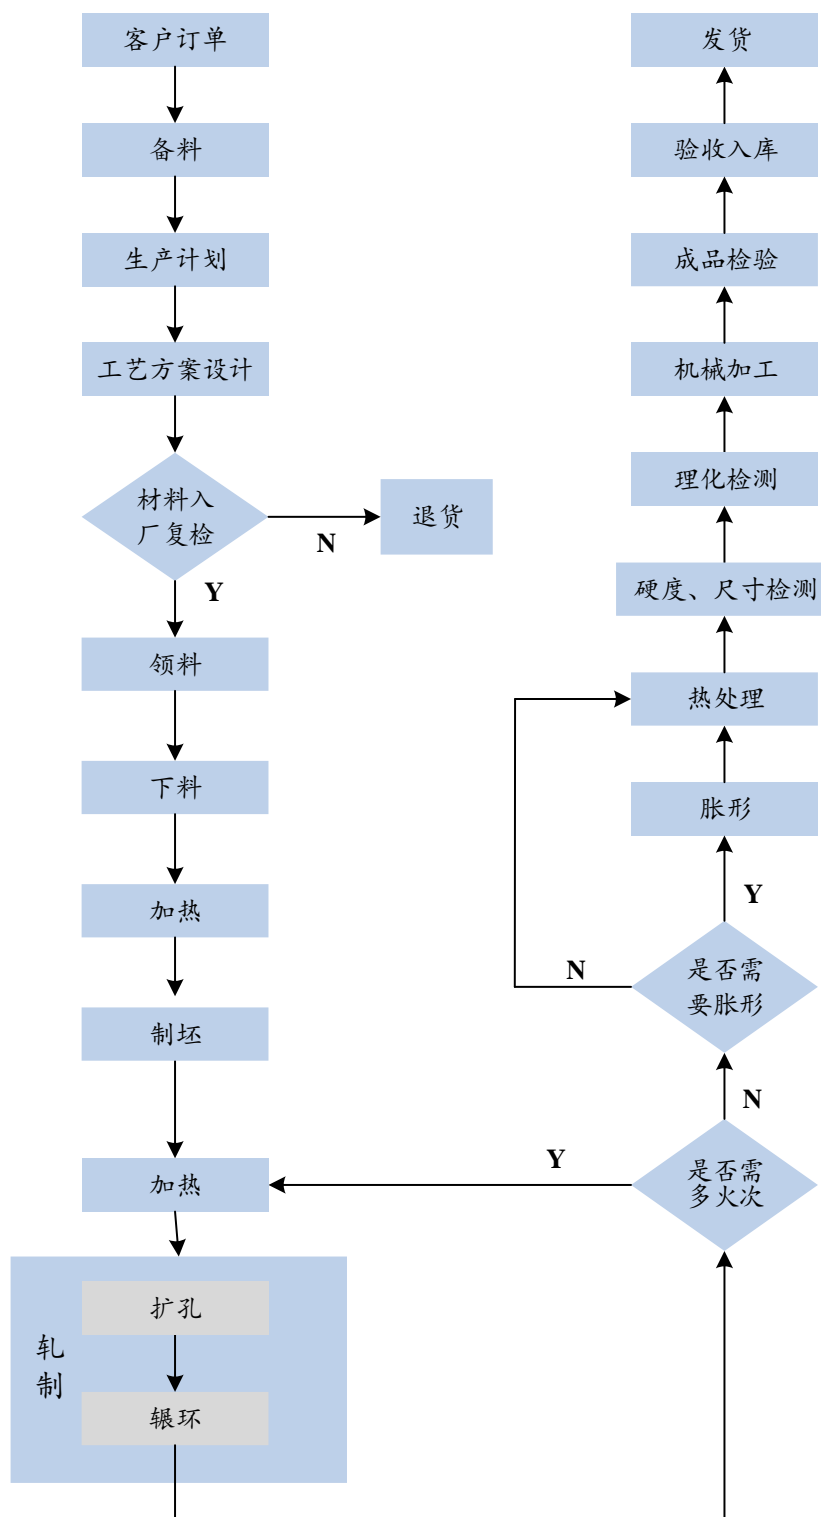 客户订单
备料
生产计划
工艺方案设计
材料入
厂复检
N
退货
Y
领料
下料
加热
制坯
加热
轧
制
扩孔
辗环
发货
验收入库
成品检验
机械加工
理化检测
硬度、尺寸检测
热处理
胀形
Y
N
是否需
要胀形
N
Y
是否需
多火次